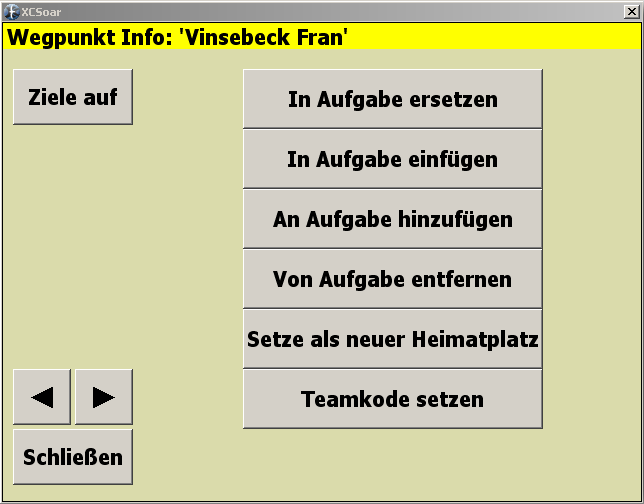 XCSoar
Wegpunkt Info: 'Vinsebeck Fran'
Ziele auf
In Aufgabe ersetzen
In Aufgabe einfügen
An Aufgabe hinzufügen
Von Aufgabe entfernen
Setze als neuer Heimatplatz
Teamkode setzen
Schließen